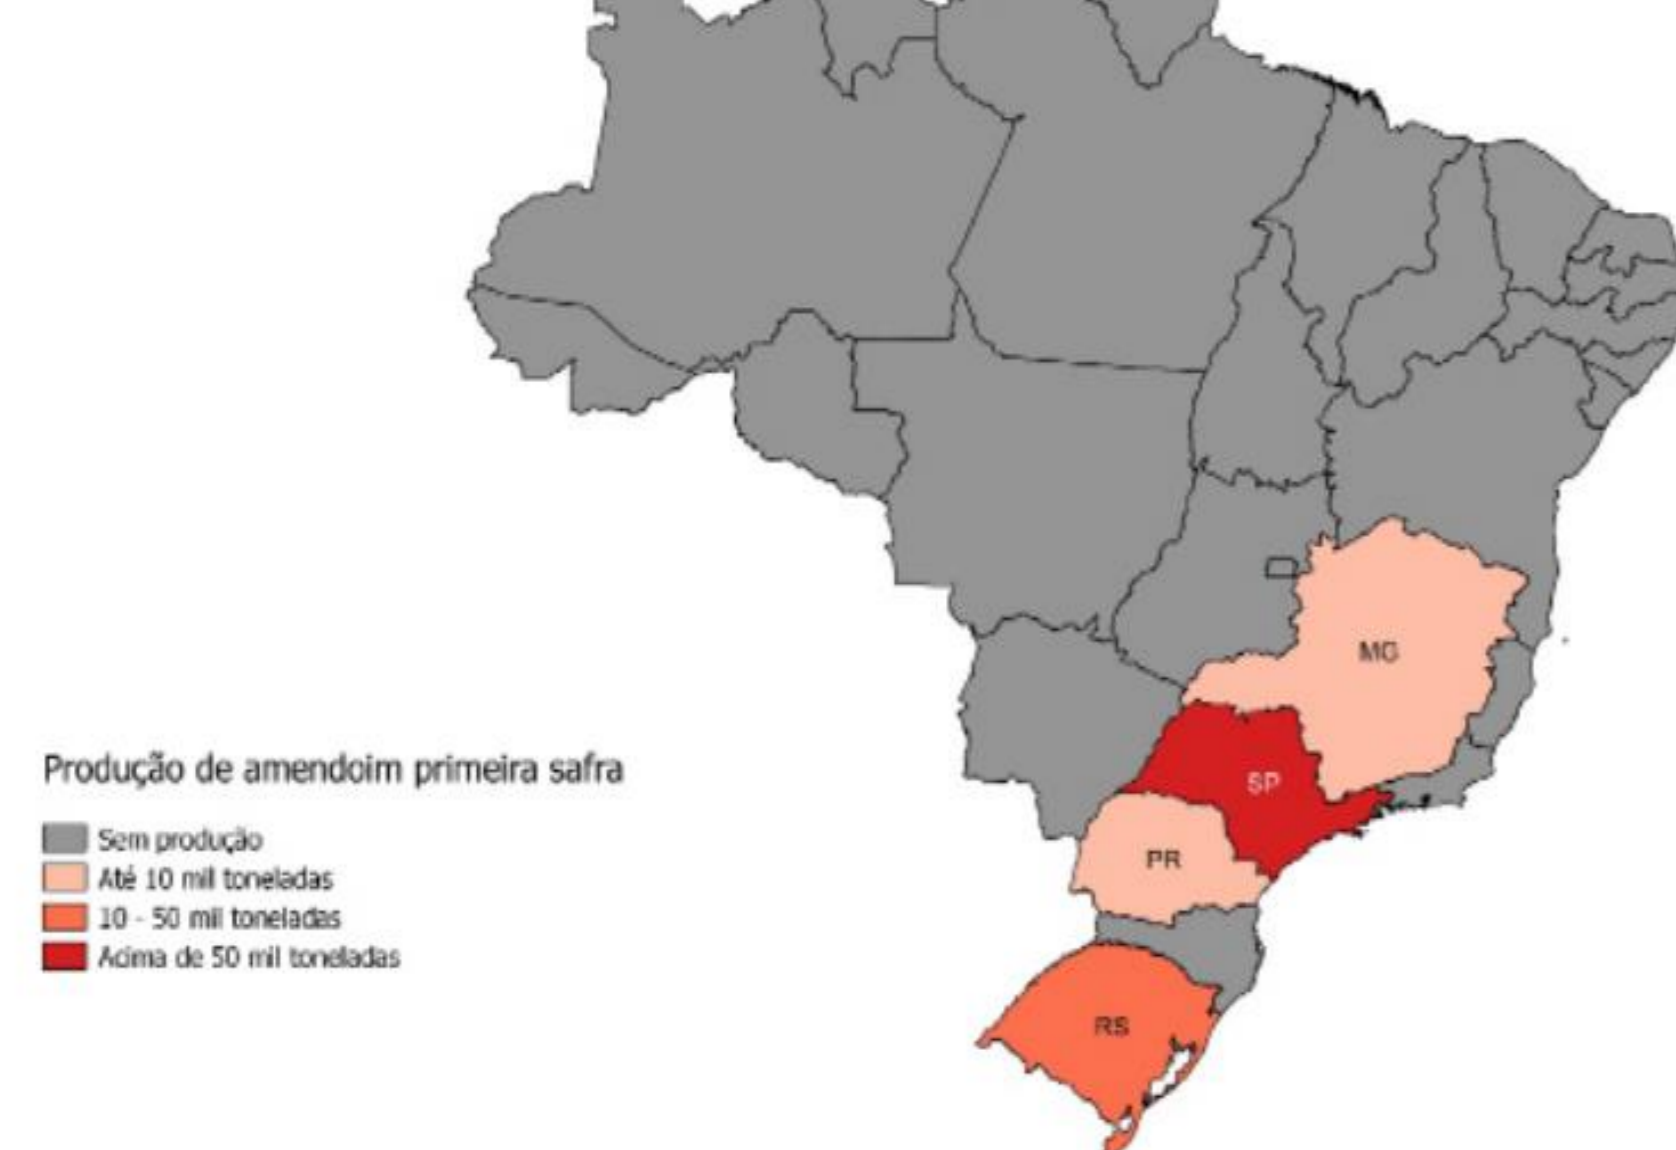 MG
SP
PR
RS
Produção de amendoim primeira safra
Sem produção
Até 10 mil toneladas
10 - 50 mil toneladas
Acima de 50 mil toneladas